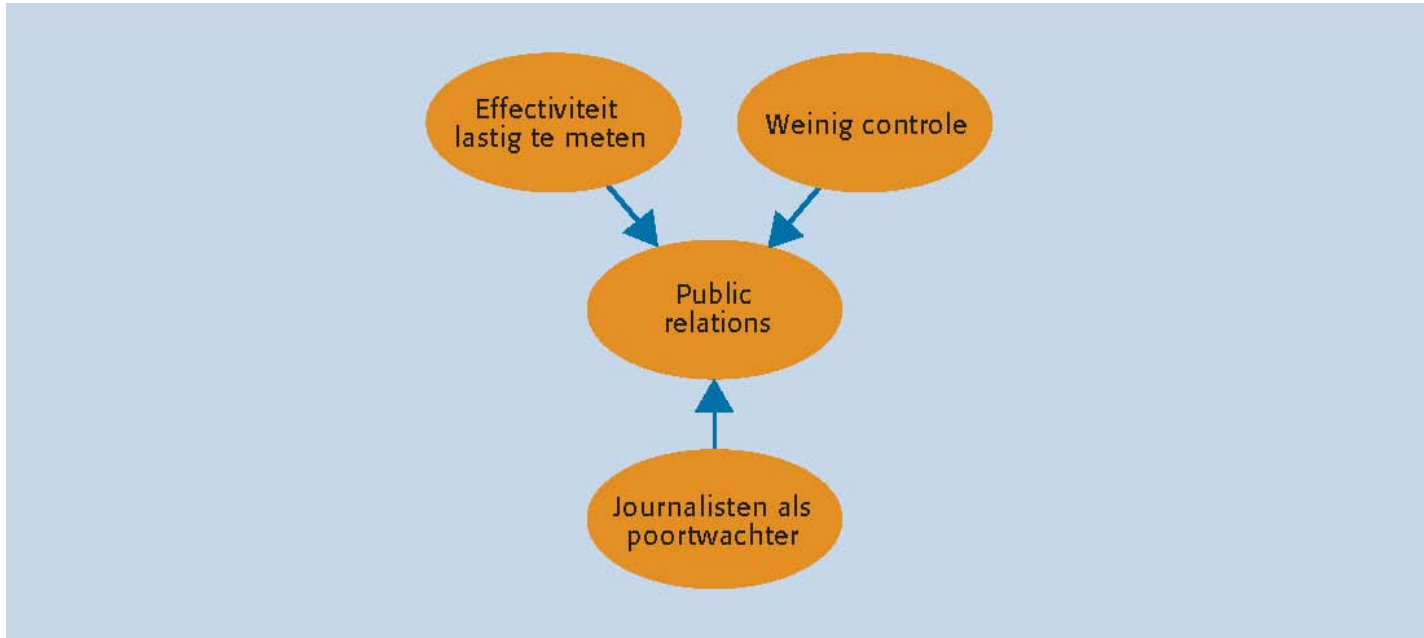 Effectiviteit
lastig te meten
Weinig controle
Public
relations
Journalisten als
poortwachter